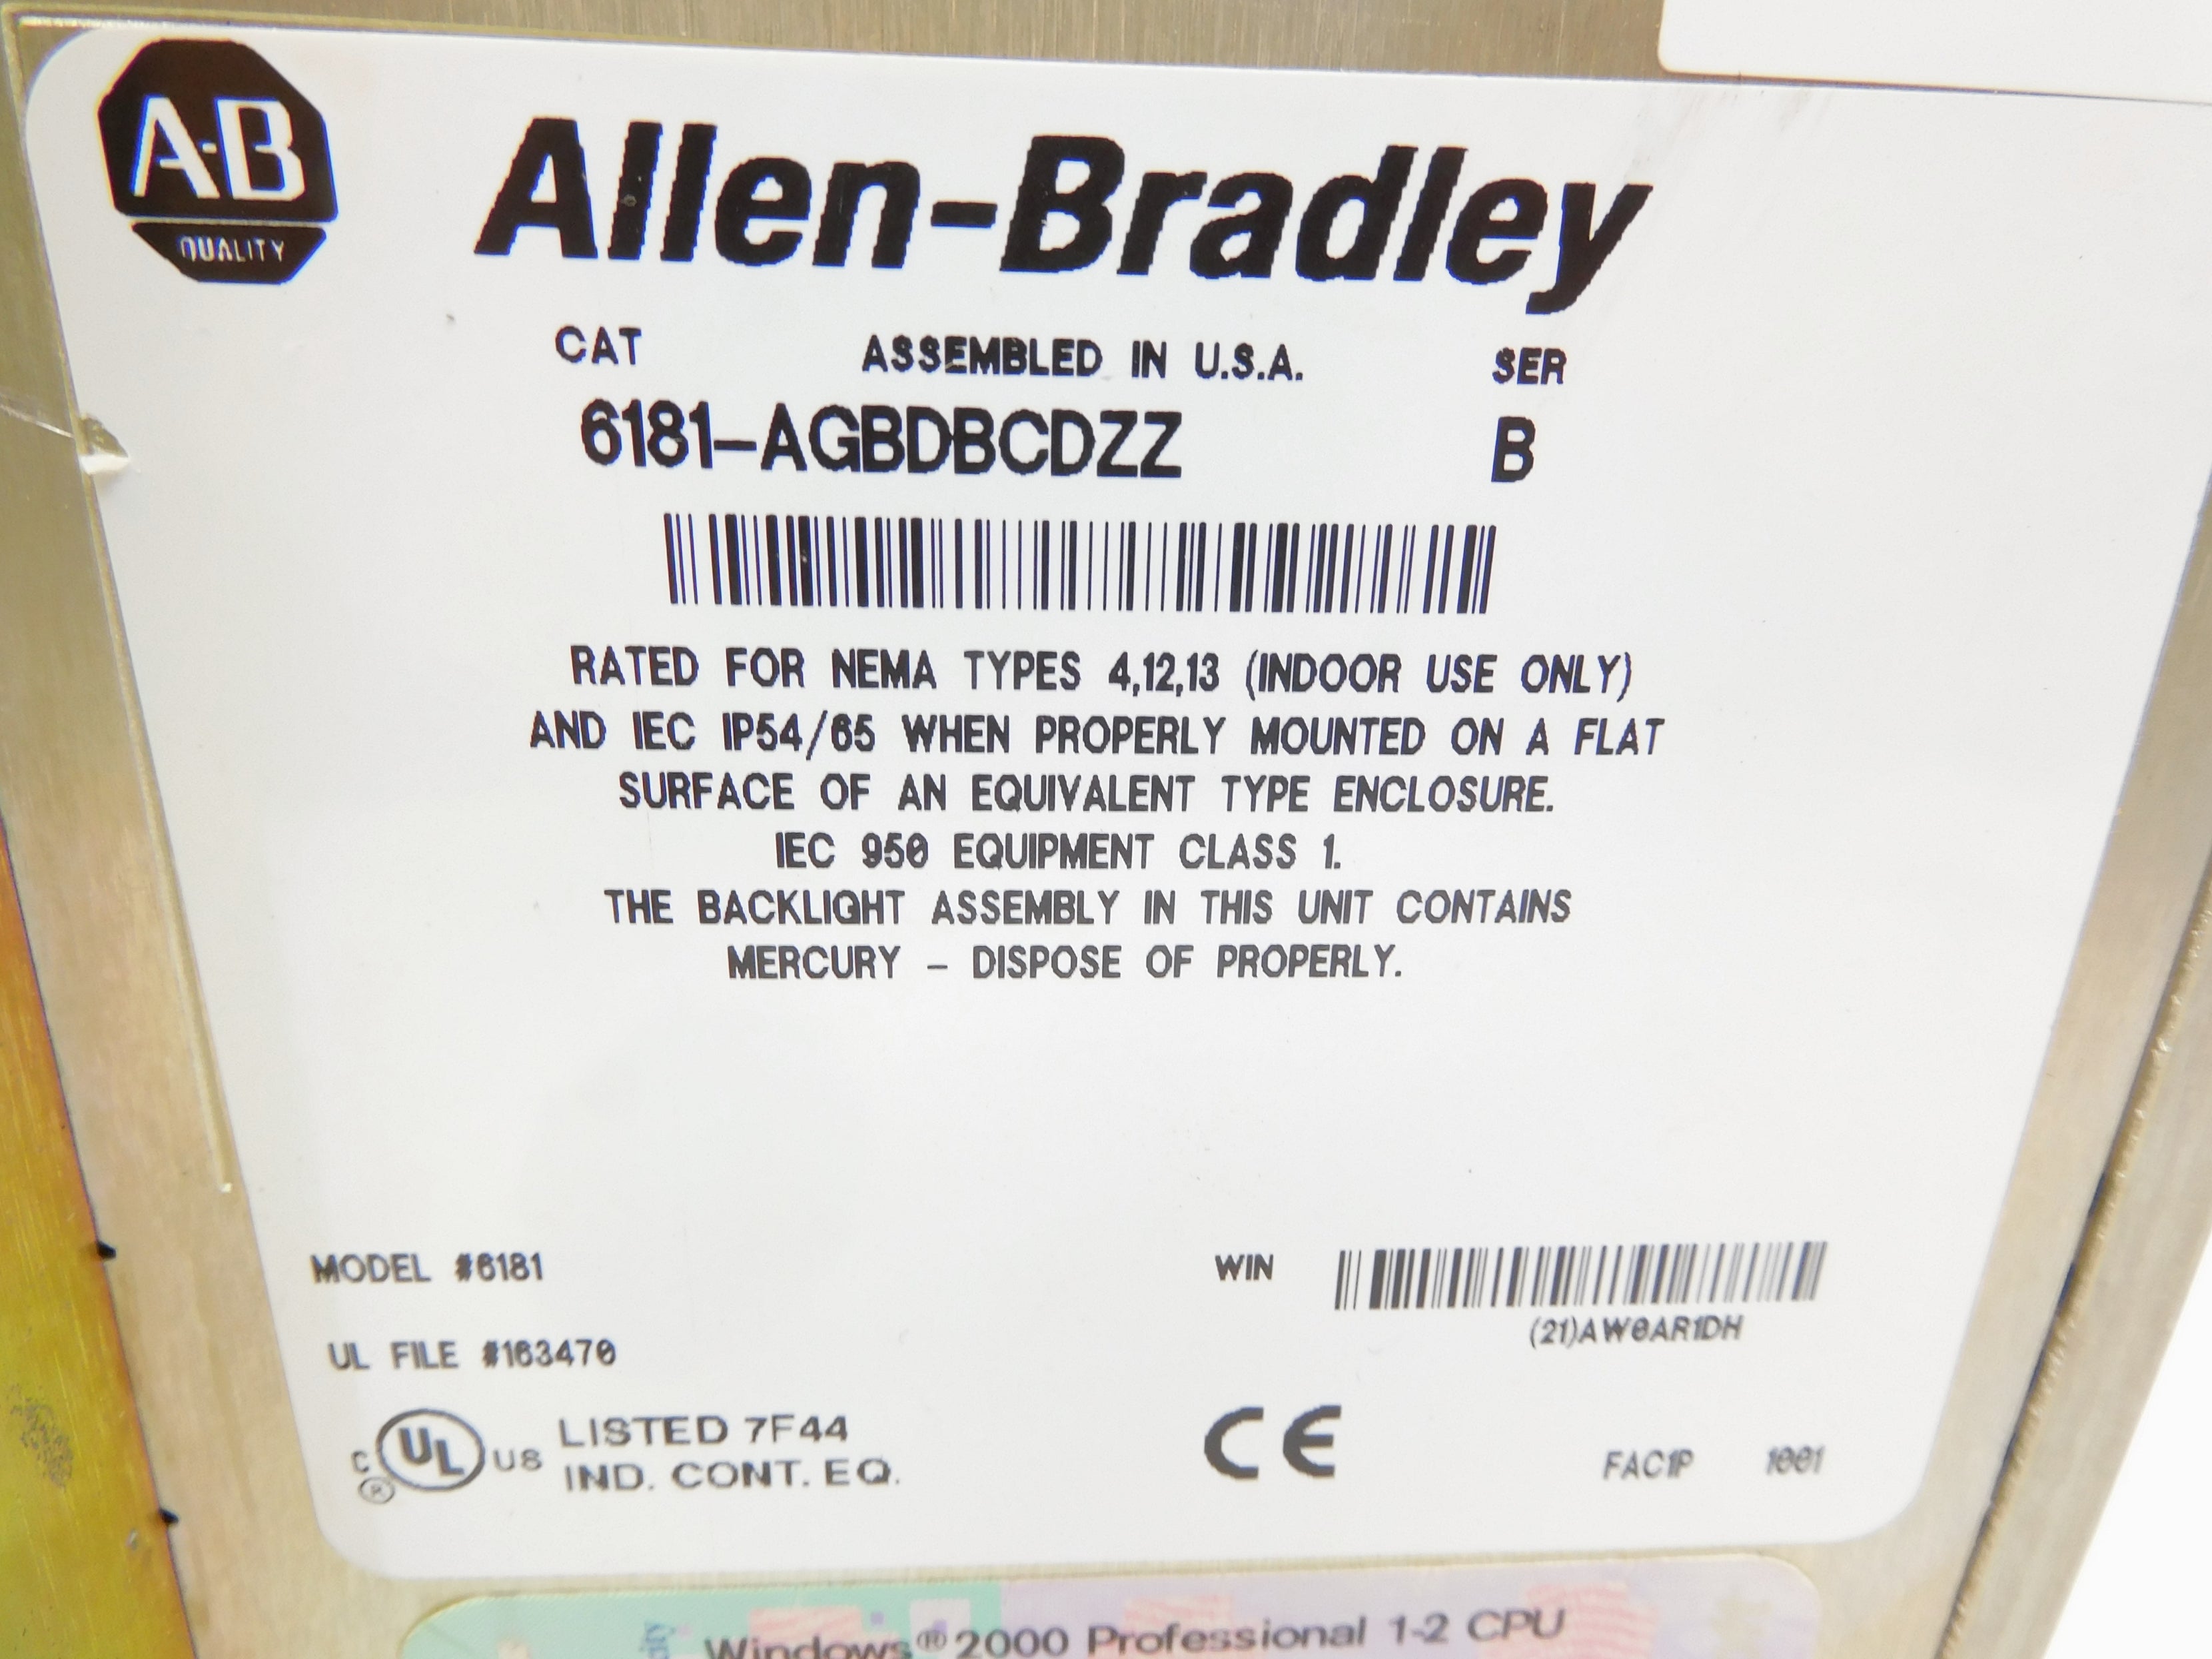 A-B
QUALITY
Allen-Bradley
CAT ASSEMBLED IN U.S.A. SER
6181-AGBDBCDZZ B
RATED FOR NEMA TYPES 4,12,13 (INDOOR USE ONLY)
AND IEC IP54/65 WHEN PROPERLY MOUNTED ON A FLAT
SURFACE OF AN EQUIVALENT TYPE ENCLOSURE.
IEC 950 EQUIPMENT CLASS 1.
THE BACKLIGHT ASSEMBLY IN THIS UNIT CONTAINS
MERCURY - DISPOSE OF PROPERLY.
MODEL #6181 WIN
(21)AW0AR1DH
UL FILE #163470
C UL US ® LISTED 7F44
IND. CONT. EQ.
CE
FAC1P 1001
Windows® 2000 Professional 1-2 CPU